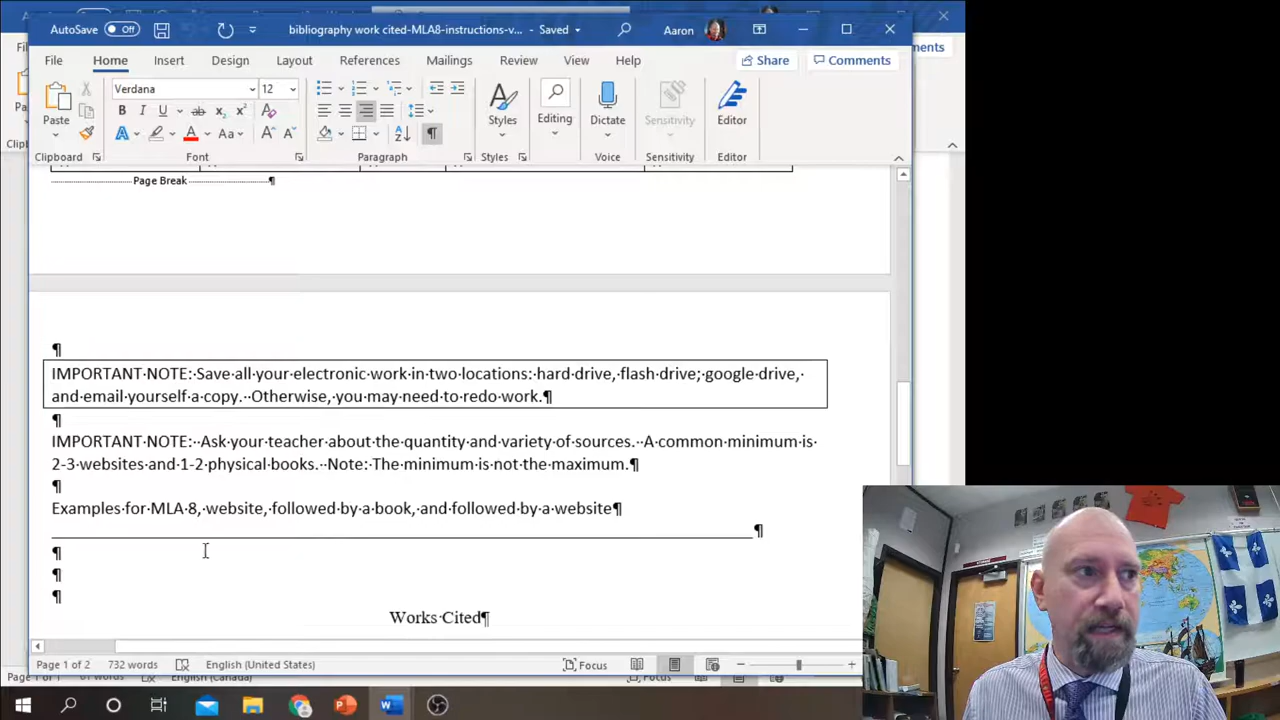 AutoSave Off bibliography work cited-MLA8-instructions-v... - Saved Aaron
File Home Insert Design Layout References Mailings Review View Help Share Comments
Verdana 12
Paste Styles Editing Dictate Sensitivity Editor
Clipboard Font Paragraph Styles Voice Sensitivity Editor
Page Break ¶
¶
IMPORTANT·NOTE:·Save·all·your·electronic·work·in·two·locations:·hard·drive,·flash·drive;·google·drive,·
and·email·yourself·a·copy.··Otherwise,·you·may·need·to·redo·work.¶
¶
IMPORTANT·NOTE:··Ask·your·teacher·about·the·quantity·and·variety·of·sources.··A·common·minimum·is·
2-3·websites·and·1-2·physical·books.··Note:·The·minimum·is·not·the·maximum.¶
¶
Examples·for·MLA·8,·website,·followed·by·a·book,·and·followed·by·a·website¶
¶
¶
¶
¶
Works·Cited¶
Page 1 of 2 732 words English (United States) Focus